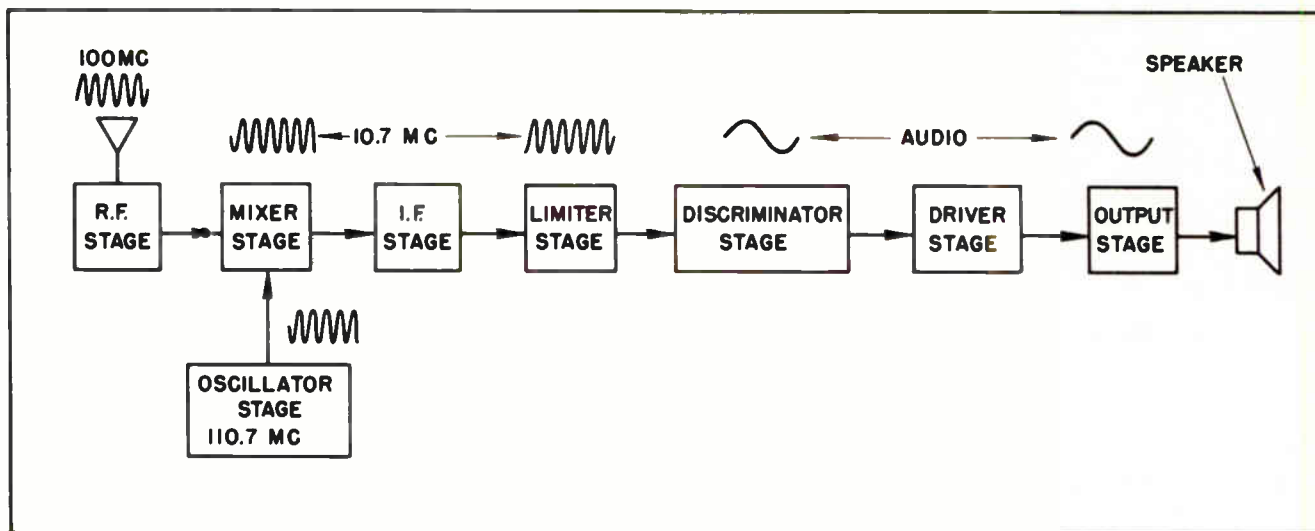 100MC
SPEAKER
10.7 MC
AUDIO
R.F.
STAGE
MIXER
STAGE
I.F.
STAGE
LIMITER
STAGE
DISCRIMINATOR
STAGE
DRIVER
STAGE
OUTPUT
STAGE
OSCILLATOR
STAGE
110.7 MC